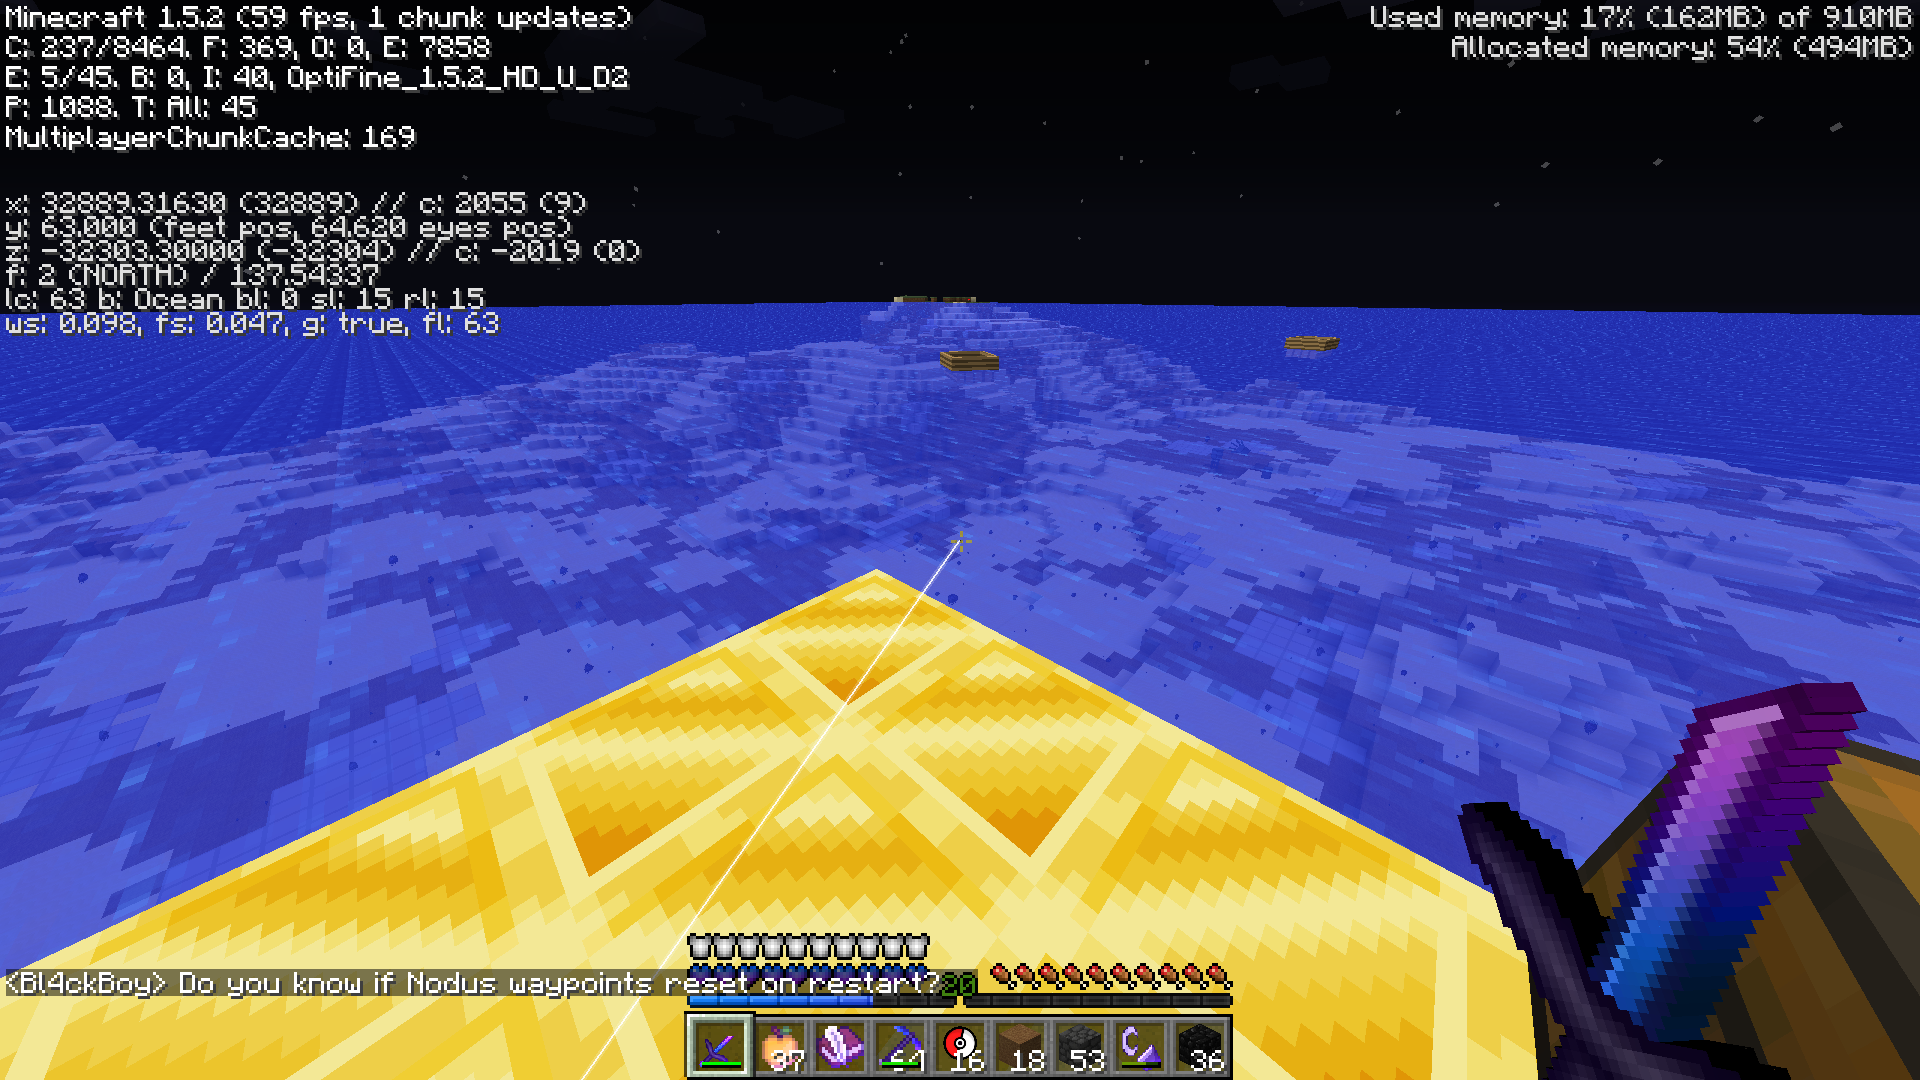 Minecraft 1.5.2 (59 fps, 1 chunk updates)
C: 237/8464. F: 369, O: 0, E: 7858
E: 5/45. B: 0, I: 40, OptiFine_1.5.2_HD_U_D2
P: 1088. T: All: 45
MultiplayerChunkCache: 169
Used memory: 17% (162MB) of 910MB
Allocated memory: 54% (494MB)
x: 32889.31630 (32889) // c: 2055 (9)
y: 63.000 (feet pos, 64.620 eyes pos)
z: -32303.30000 (-32304) // c: -2019 (0)
f: 2 (NORTH) / 137.54337
lc: 63 b: Ocean bl: 0 sl: 15 rl: 15
ws: 0.098, fs: 0.047, g: true, fl: 63
<Bl4ckBoy> Do you know if Nodus waypoints reset on restart?
20
37 64 16 18 53 36